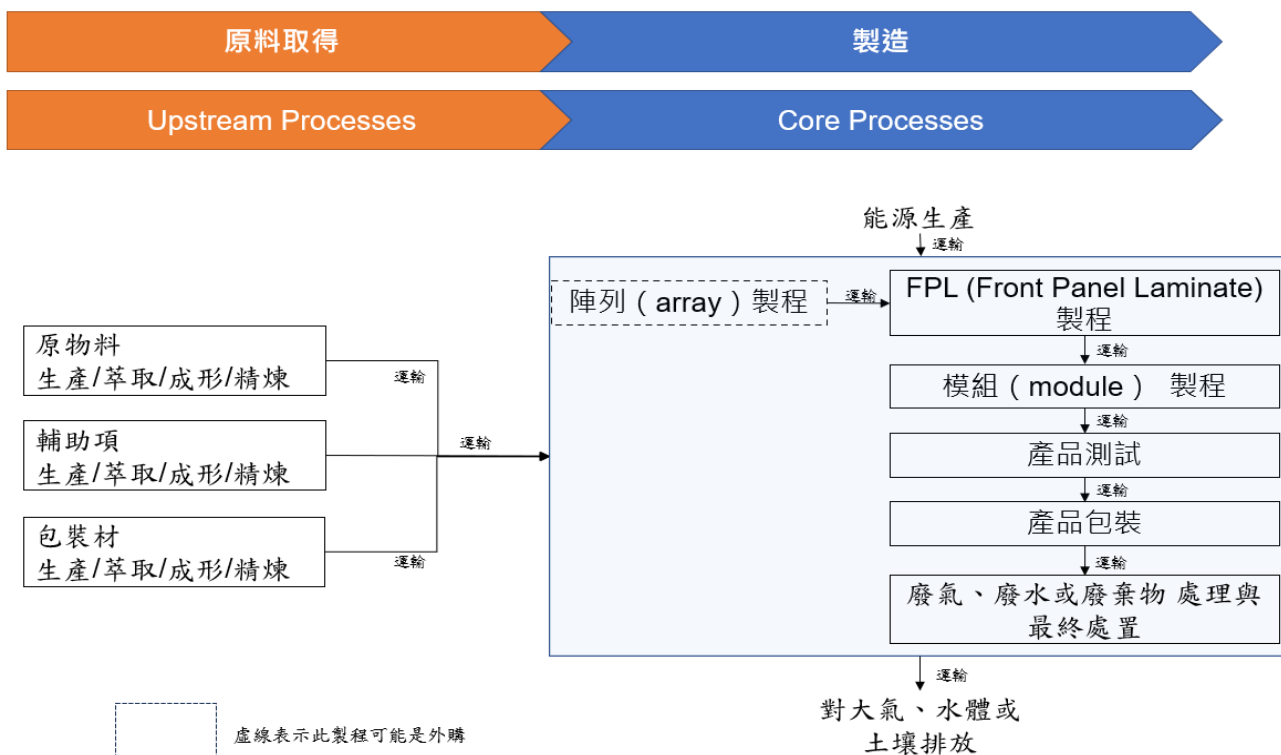 原料取得
製造
Upstream Processes
Core Processes
能源生產
運輸
陣列（array）製程
運輸
FPL (Front Panel Laminate)
製程
運輸
原物料
生產/萃取/成形/精煉
運輸
模組（module） 製程
運輸
輔助項
生產/萃取/成形/精煉
運輸
產品測試
運輸
包裝材
生產/萃取/成形/精煉
運輸
產品包裝
運輸
廢氣、廢水或廢棄物 處理與
最終處置
運輸
對大氣、水體或
土壤排放
虛線表示此製程可能是外購